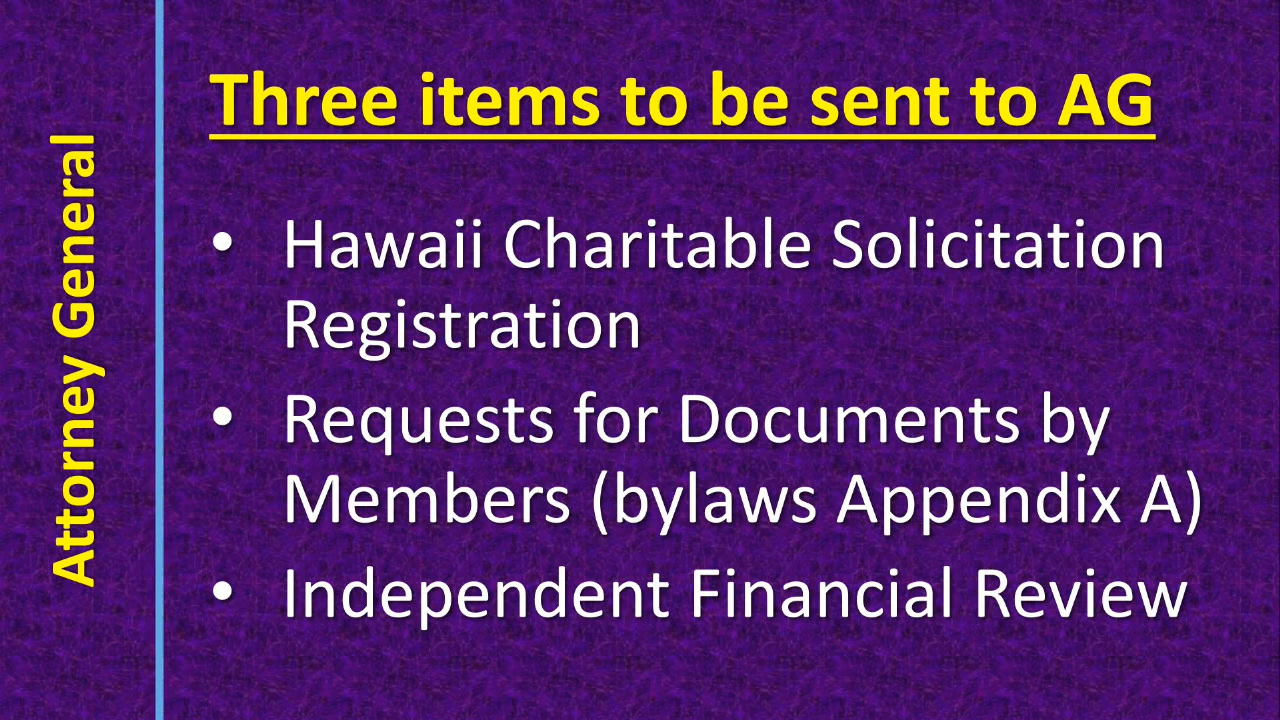 Attorney General
Three items to be sent to AG
• Hawaii Charitable Solicitation
Registration
• Requests for Documents by
Members (bylaws Appendix A)
• Independent Financial Review